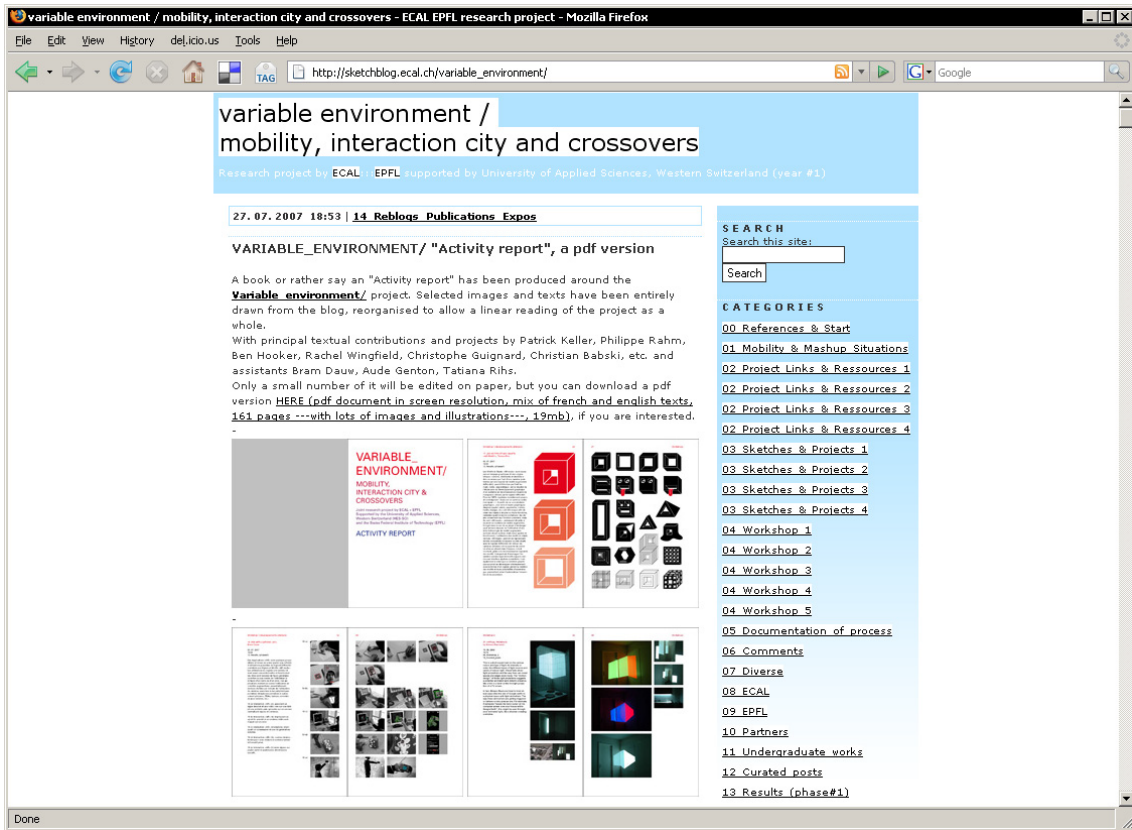 variable environment / mobility, interaction city and crossovers - ECAL EPFL research project - Mozilla Firefox
File Edit View History del.icio.us Tools Help
TAG
http://sketchblog.ecal.ch/variable_environment/
G Google
variable environment /
mobility, interaction city and crossovers
Research project by ECAL : EPFL supported by University of Applied Sciences, Western Switzerland (year #1)
27.07.2007 18:53 | 14 Reblogs Publications Expos
VARIABLE_ENVIRONMENT/ "Activity report", a pdf version
A book or rather say an "Activity report" has been produced around the
Variable environment/ project. Selected images and texts have been entirely
drawn from the blog, reorganised to allow a linear reading of the project as a
whole.
With principal textual contributions and projects by Patrick Keller, Philippe Rahm,
Ben Hooker, Rachel Wingfield, Christophe Guignard, Christian Babski, etc. and
assistants Bram Dauw, Aude Genton, Tatiana Rihs.
Only a small number of it will be edited on paper, but you can download a pdf
version HERE (pdf document in screen resolution, mix of french and english texts,
161 pages ---with lots of images and illustrations---, 19mb), if you are interested.
-
VARIABLE_
ENVIRONMENT/
MOBILITY,
INTERACTION CITY &
CROSSOVERS
ACTIVITY REPORT
-
SEARCH
Search this site:
Search
CATEGORIES
00 References & Start
01 Mobility & Mashup Situations
02 Project Links & Ressources 1
02 Project Links & Ressources 2
02 Project Links & Ressources 3
02 Project Links & Ressources 4
03 Sketches & Projects 1
03 Sketches & Projects 2
03 Sketches & Projects 3
03 Sketches & Projects 4
04 Workshop 1
04 Workshop 2
04 Workshop 3
04 Workshop 4
04 Workshop 5
05 Documentation of process
06 Comments
07 Diverse
08 ECAL
09 EPFL
10 Partners
11 Undergraduate works
12 Curated posts
13 Results (phase#1)
Done